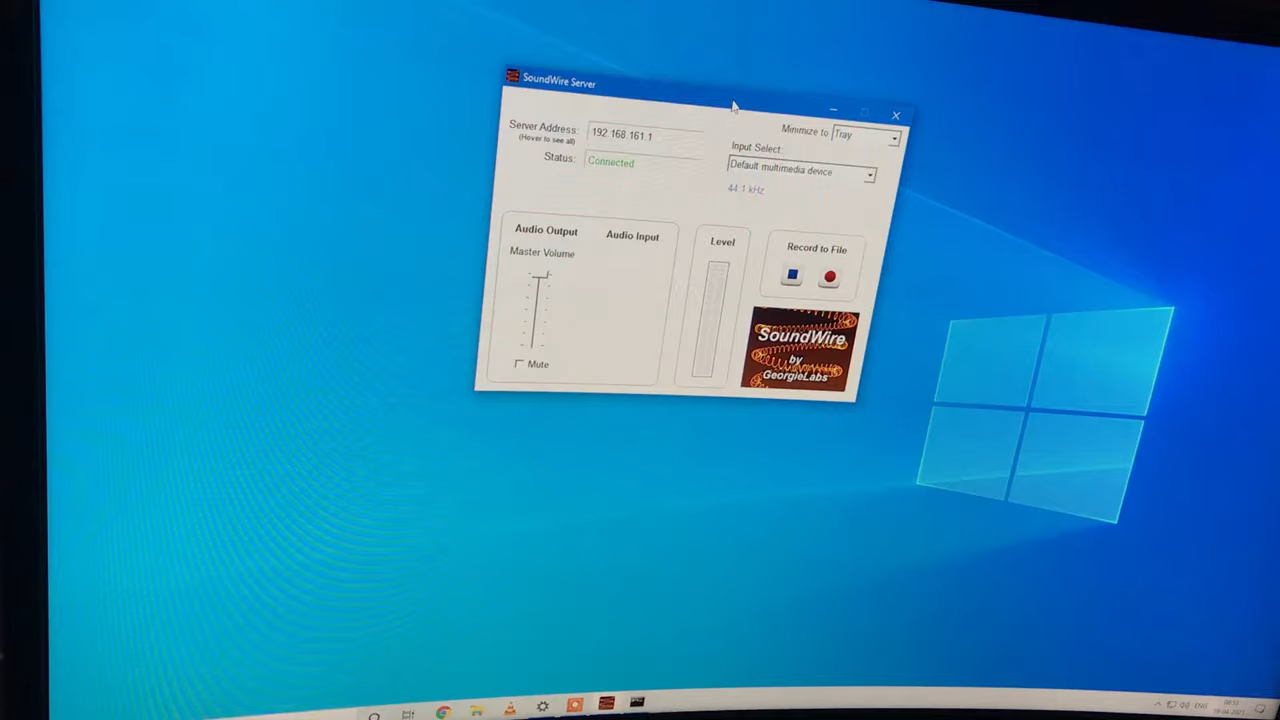 SoundWire Server
Server Address:
(Hover to see all)
192.168.161.1
Minimize to
Tray
Status:
Connected
Input Select:
Default multimedia device
44.1 kHz
Audio Output
Audio Input
Level
Record to File
Master Volume
Mute
SoundWire
by
GeorgieLabs
ENG